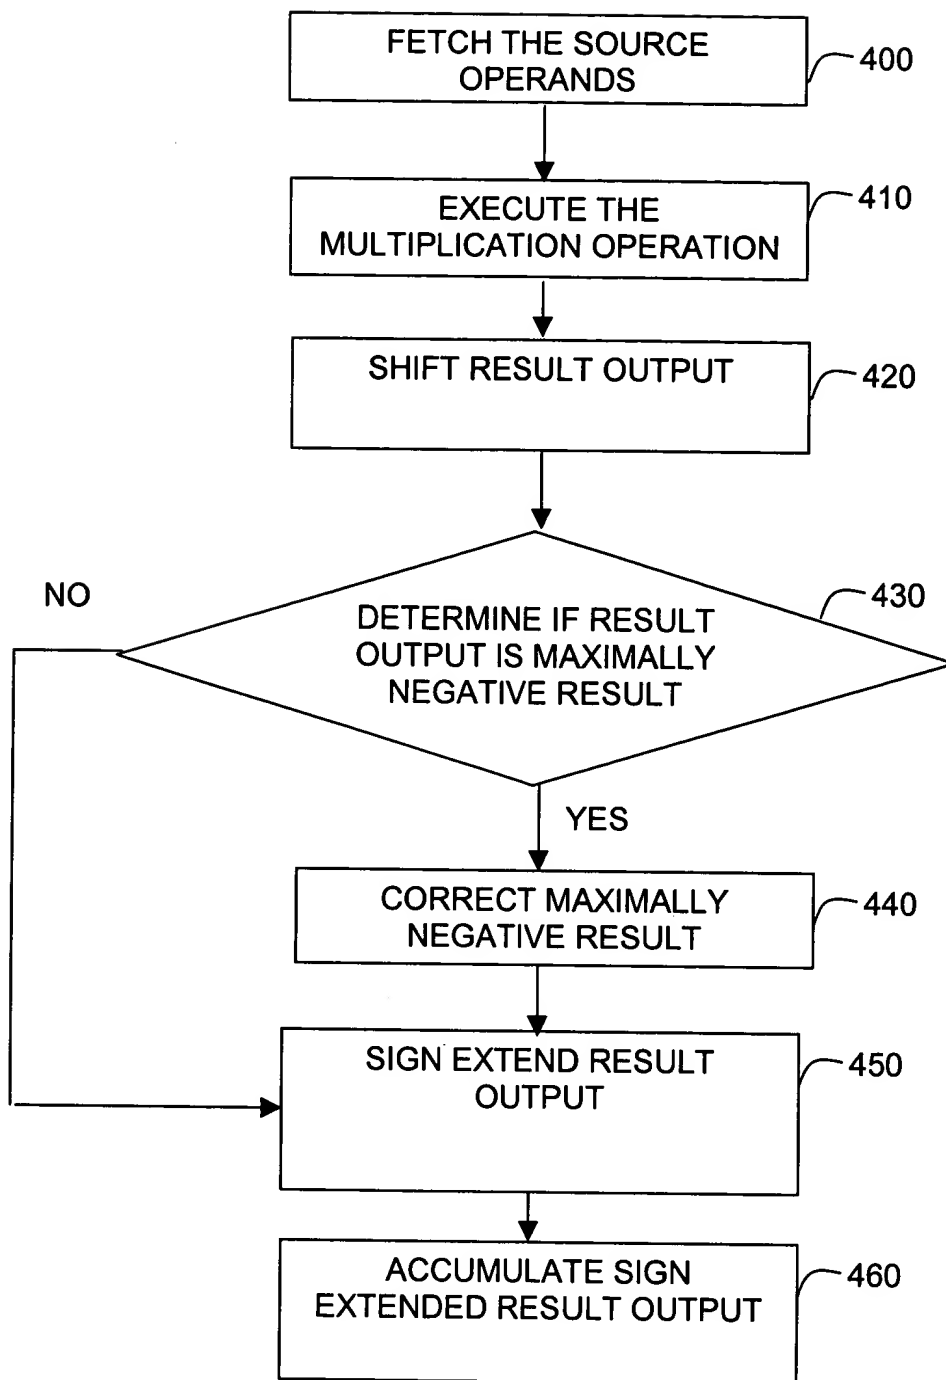 FETCH THE SOURCE
OPERANDS
400
EXECUTE THE
MULTIPLICATION OPERATION
410
SHIFT RESULT OUTPUT
420
NO
DETERMINE IF RESULT
OUTPUT IS MAXIMALLY
NEGATIVE RESULT
430
YES
CORRECT MAXIMALLY
NEGATIVE RESULT
440
SIGN EXTEND RESULT
OUTPUT
450
ACCUMULATE SIGN
EXTENDED RESULT OUTPUT
460